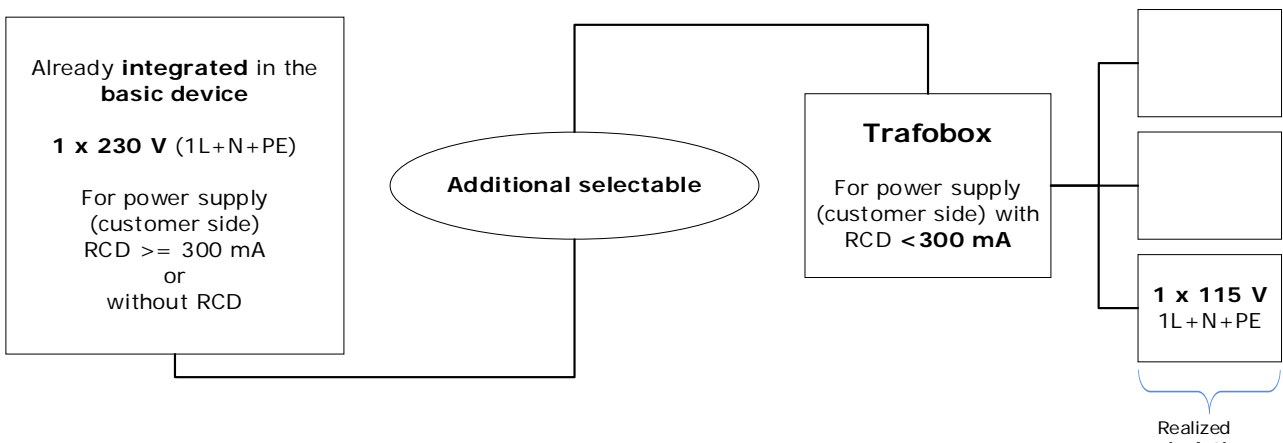 Already integrated in the
basic device
1 x 230 V (1L+N+PE)
For power supply
(customer side)
RCD >= 300 mA
or
without RCD
Additional selectable
Trafobox
For power supply
(customer side) with
RCD <300 mA
1 x 115 V
1L+N+PE
Realized